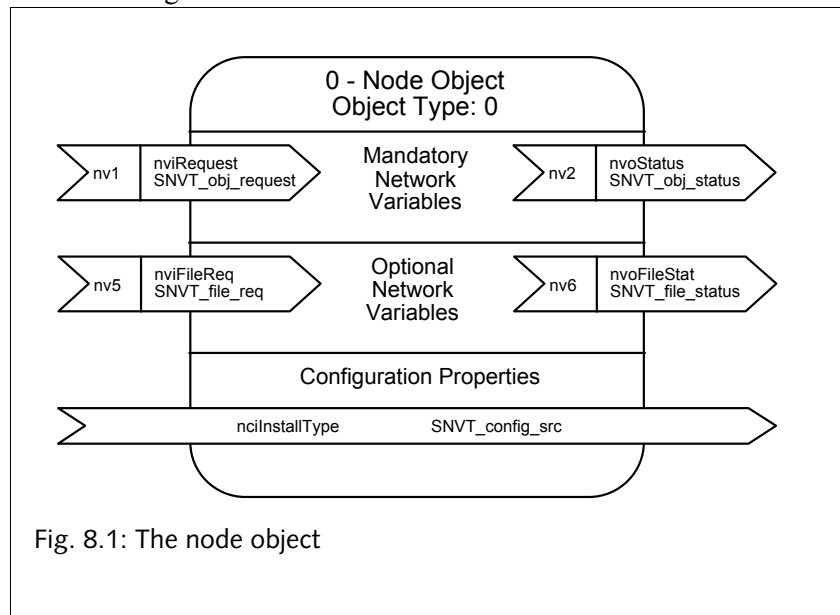 0 - Node Object
Object Type: 0
nv1
nviRequest
SNVT_obj_request
Mandatory
Network
Variables
nv2
nvoStatus
SNVT_obj_status
nv5
nviFileReq
SNVT_file_req
Optional
Network
Variables
nv6
nvoFileStat
SNVT_file_status
Configuration Properties
nciInstallType SNVT_config_src
Fig. 8.1: The node object